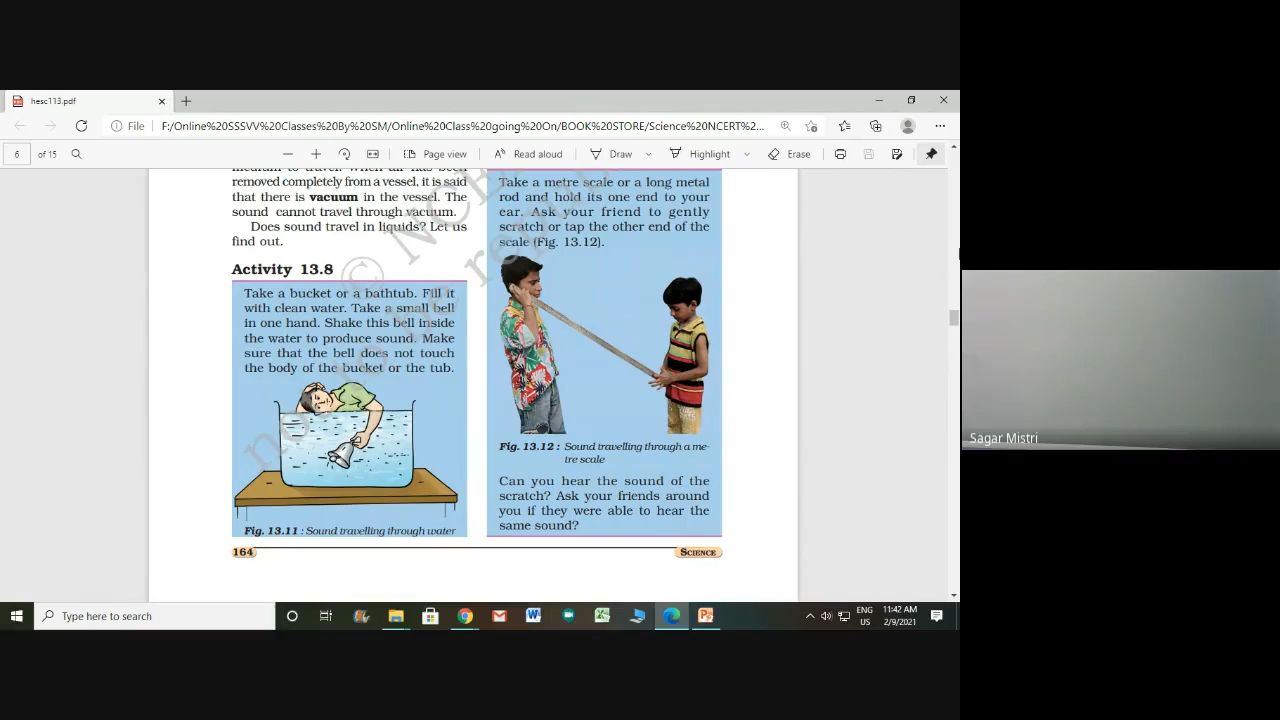 hesc113.pdf
File
F:/Online%20SSSVV%20Classes%20By%20SM/Online%20Class%20going%20On/BOOK%20STORE/Science%20NCERT%2...
6 of 15
Page view
Read aloud
Draw
Highlight
Erase
removed completely from a vessel, it is said
that there is vacuum in the vessel. The
sound cannot travel through vacuum.
Does sound travel in liquids? Let us
find out.
Activity 13.8
Take a bucket or a bathtub. Fill it
with clean water. Take a small bell
in one hand. Shake this bell inside
the water to produce sound. Make
sure that the bell does not touch
the body of the bucket or the tub.
Fig. 13.11 : Sound travelling through water
164
Take a metre scale or a long metal
rod and hold its one end to your
ear. Ask your friend to gently
scratch or tap the other end of the
scale (Fig. 13.12).
Fig. 13.12 : Sound travelling through a me-
tre scale
Can you hear the sound of the
scratch? Ask your friends around
you if they were able to hear the
same sound?
SCIENCE
Sagar Mistri
Type here to search
ENG
US
11:42 AM
2/9/2021